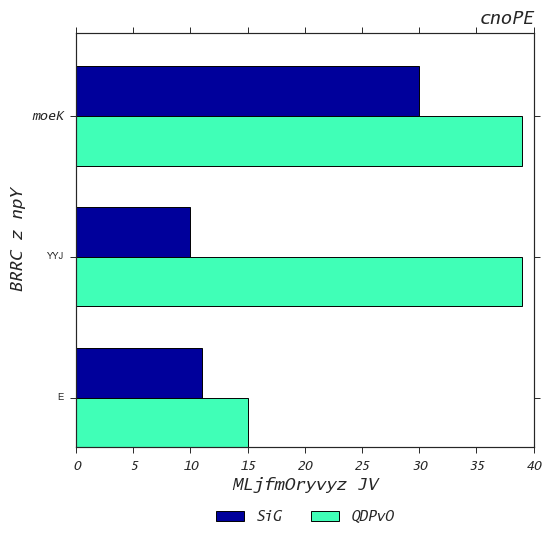 cnoPE
BRRC z npY
moeK
YYJ
E
0 5 10 15 20 25 30 35 40
MLjfmOryvyz JV
SiG QDPvO